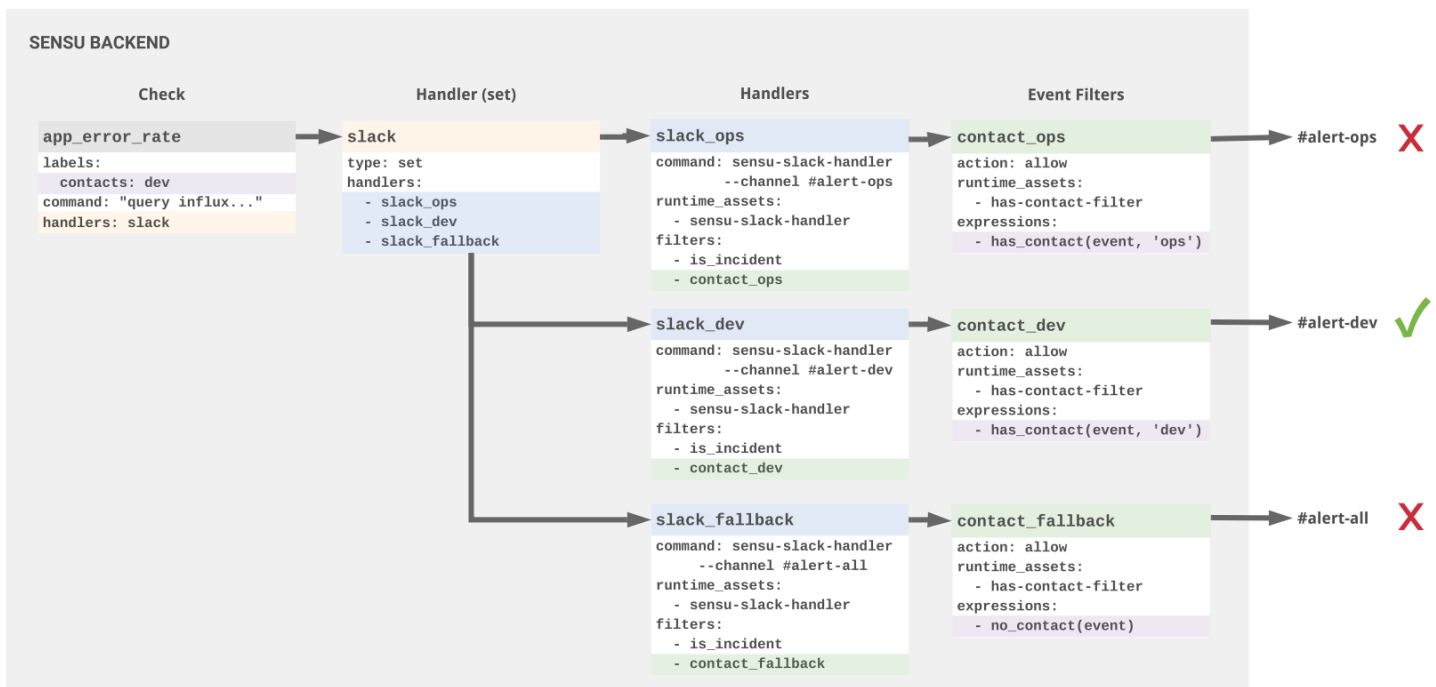 SENSU BACKEND
Check
Handler (set)
Handlers
Event Filters
app_error_rate
labels:
contacts: dev
command: "query influx..."
handlers: slack
slack
type: set
handlers:
- slack_ops
- slack_dev
- slack_fallback
slack_ops
command: sensu-slack-handler
--channel #alert-ops
runtime_assets:
- sensu-slack-handler
filters:
- is_incident
- contact_ops
contact_ops
action: allow
runtime_assets:
- has-contact-filter
expressions:
- has_contact(event, 'ops')
#alert-ops
X
slack_dev
command: sensu-slack-handler
--channel #alert-dev
runtime_assets:
- sensu-slack-handler
filters:
- is_incident
- contact_dev
contact_dev
action: allow
runtime_assets:
- has-contact-filter
expressions:
- has_contact(event, 'dev')
#alert-dev
✓
slack_fallback
command: sensu-slack-handler
--channel #alert-all
runtime_assets:
- sensu-slack-handler
filters:
- is_incident
- contact_fallback
contact_fallback
action: allow
runtime_assets:
- has-contact-filter
expressions:
- no_contact(event)
#alert-all
X